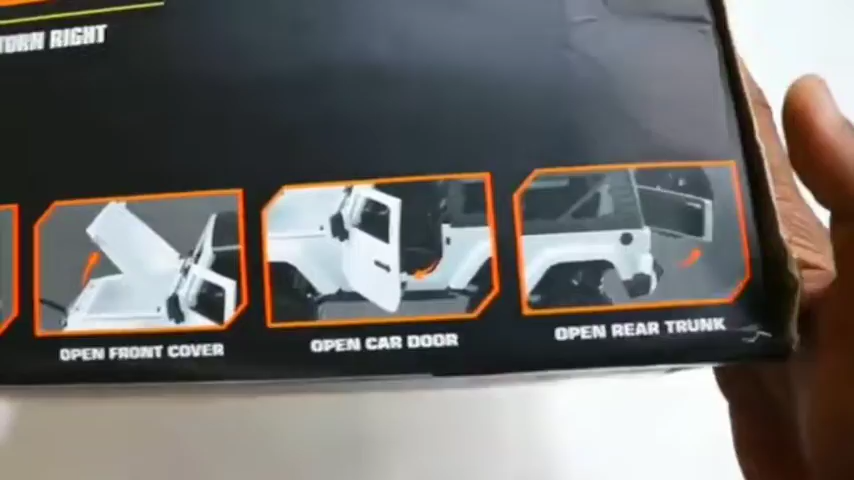 TURN RIGHT
OPEN FRONT COVER
OPEN CAR DOOR
OPEN REAR TRUNK